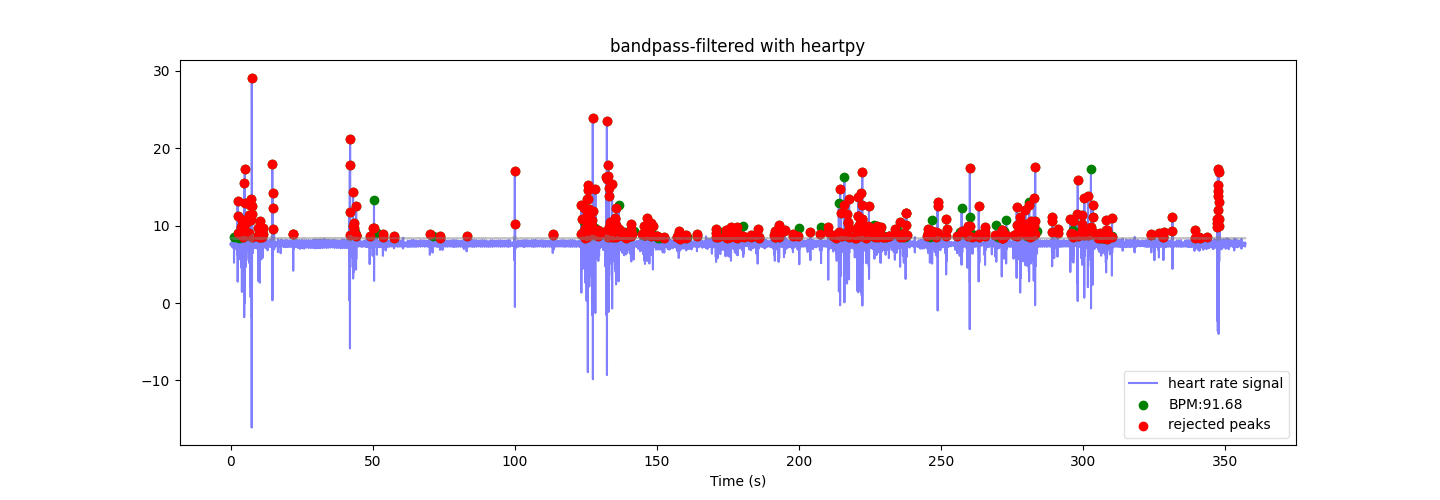 bandpass-filtered with heartpy
30
20
10
0
−10
0
50
100
150
200
250
300
350
Time (s)
heart rate signal
BPM:91.68
rejected peaks